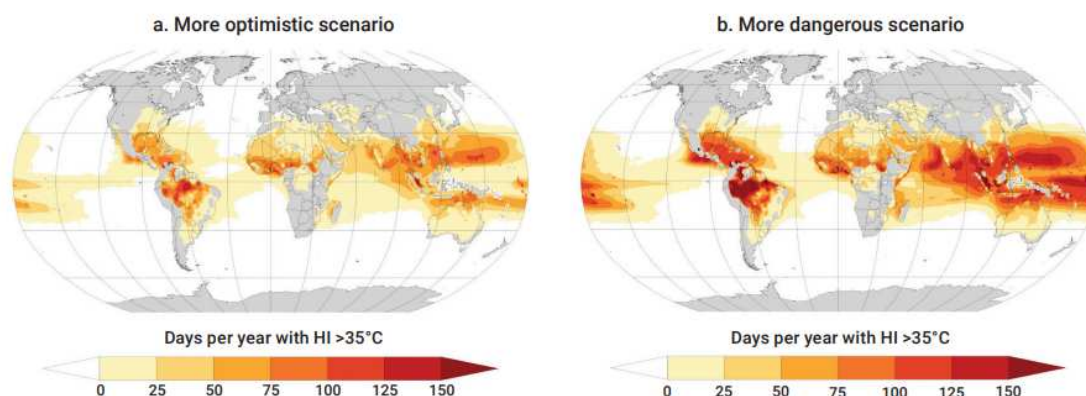 a. More optimistic scenario
b. More dangerous scenario
Days per year with HI >35°C
0 25 50 75 100 125 150
Days per year with HI >35°C
0 25 50 75 100 125 150